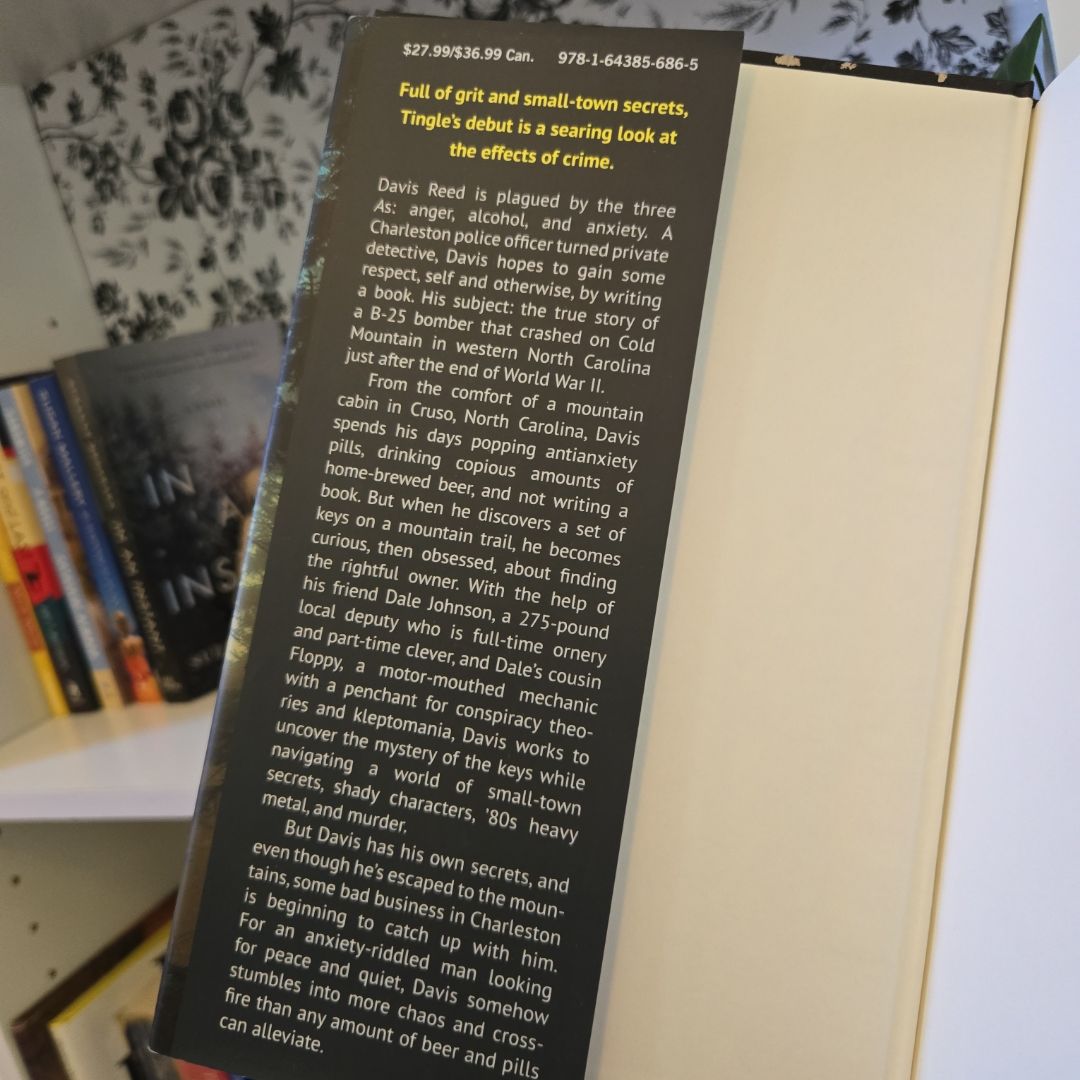 $27.99/$36.99 Can. 978-1-64385-686-5
Full of grit and small-town secrets,
Tingle's debut is a searing look at
the effects of crime.
Davis Reed is plagued by the three
As: anger, alcohol, and anxiety. A
Charleston police officer turned private
detective, Davis hopes to gain some
respect, self and otherwise, by writing
a book. His subject: the true story of
a B-25 bomber that crashed on Cold
Mountain in western North Carolina
just after the end of World War II.
From the comfort of a mountain
cabin in Cruso, North Carolina, Davis
spends his days popping antianxiety
pills, drinking copious amounts of
home-brewed beer, and not writing a
book. But when he discovers a set of
keys on a mountain trail, he becomes
curious, then obsessed, about finding
the rightful owner. With the help of
his friend Dale Johnson, a 275-pound
local deputy who is full-time ornery
and part-time clever, and Dale's cousin
Floppy, a motor-mouthed mechanic
with a penchant for conspiracy theo-
ries and kleptomania, Davis works to
uncover the mystery of the keys while
navigating a world of small-town
secrets, shady characters, '80s heavy
metal, and murder.
But Davis has his own secrets, and
even though he's escaped to the moun-
tains, some bad business in Charleston
is beginning to catch up with him.
For an anxiety-riddled man looking
for peace and quiet, Davis somehow
stumbles into more chaos and cross-
fire than any amount of beer and pills
can alleviate.
IN
INS
IN AN INSTANT
SUSAN MALLERY